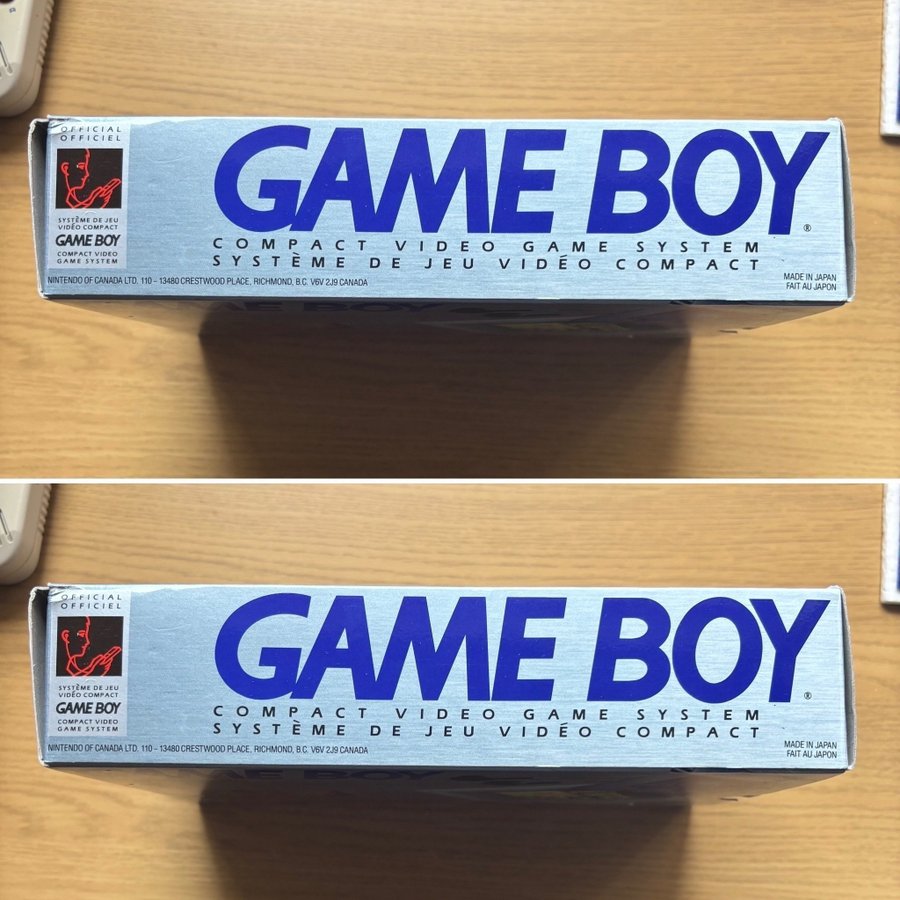 OFFICIAL
OFFICIEL
SYSTÈME DE JEU
VIDÉO COMPACT
GAME BOY
COMPACT VIDEO
GAME SYSTEM
GAME BOY®
COMPACT VIDEO GAME SYSTEM
SYSTÈME DE JEU VIDÉO COMPACT
NINTENDO OF CANADA LTD. 110 - 13480 CRESTWOOD PLACE, RICHMOND, B.C. V6V 2J9 CANADA
MADE IN JAPAN
FAIT AU JAPON
OFFICIAL
OFFICIEL
SYSTÈME DE JEU
VIDÉO COMPACT
GAME BOY
COMPACT VIDEO
GAME SYSTEM
GAME BOY®
COMPACT VIDEO GAME SYSTEM
SYSTÈME DE JEU VIDÉO COMPACT
NINTENDO OF CANADA LTD. 110 - 13480 CRESTWOOD PLACE, RICHMOND, B.C. V6V 2J9 CANADA
MADE IN JAPAN
FAIT AU JAPON